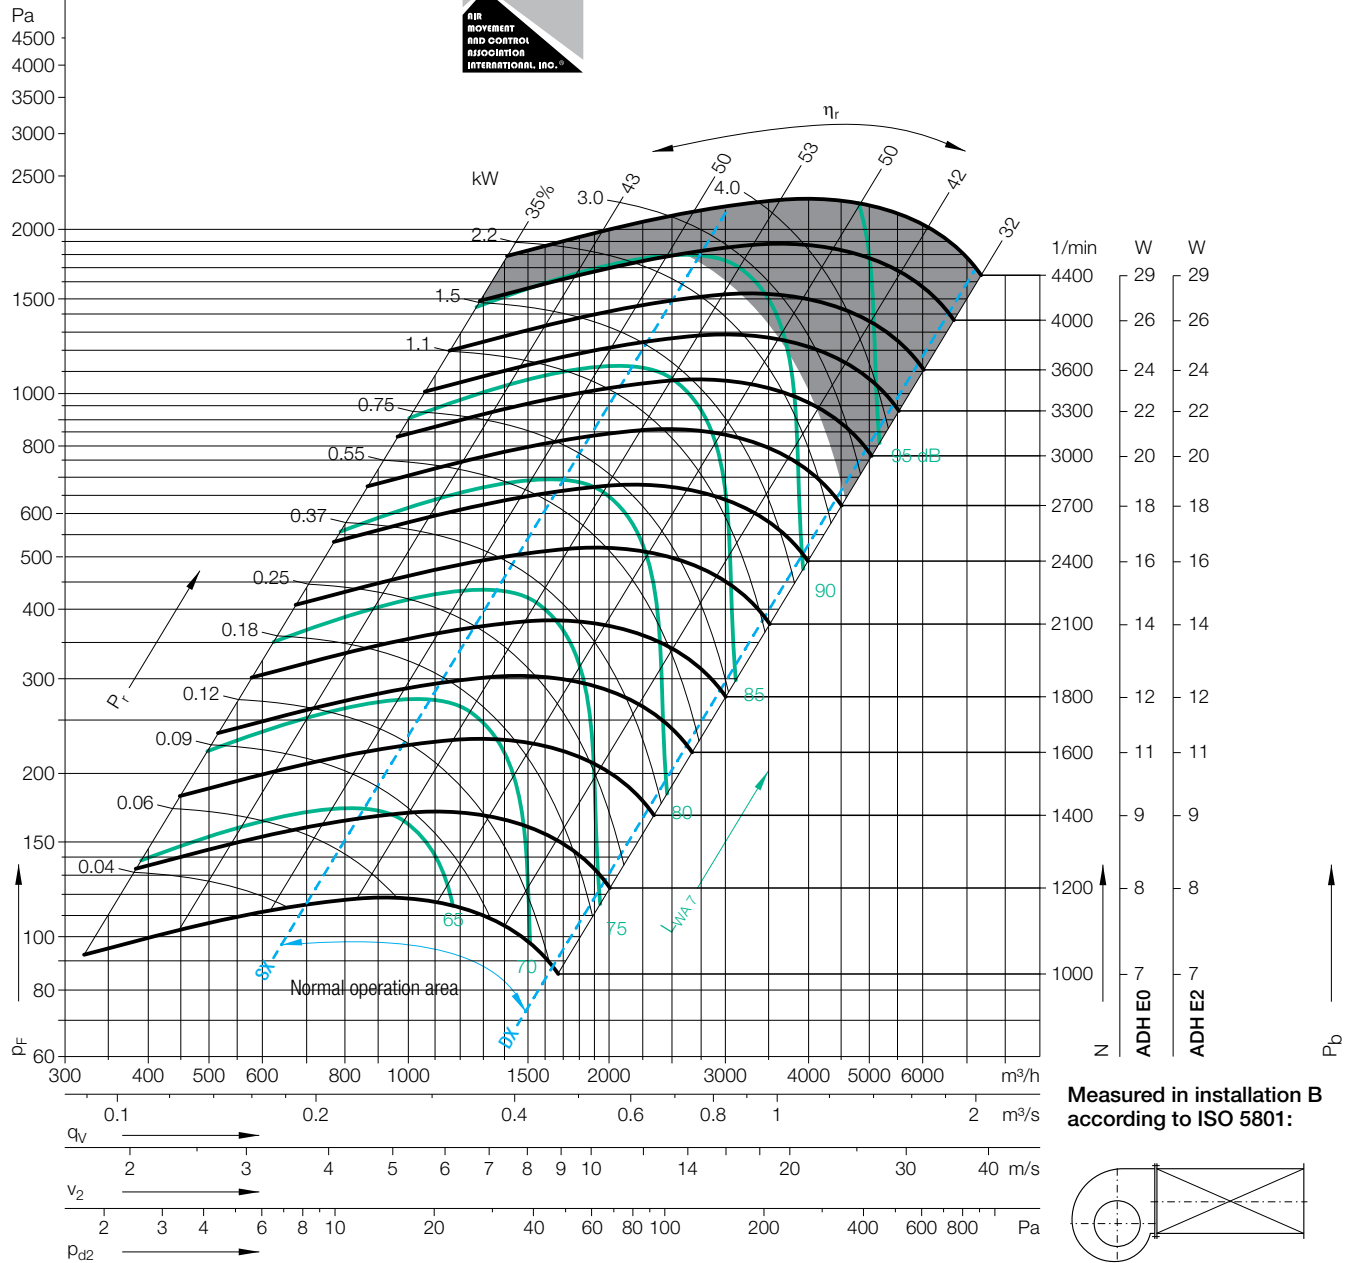 Pa
4500
4000
3500
3000
2500
2000
1500
1000
800
600
500
400
300
200
150
100
80
60
pF
AIR
MOVEMENT
AND CONTROL
ASSOCIATION
INTERNATIONAL, INC.®
ηr
kW
35%
43
50
53
50
42
32
4.0
3.0
2.2
1.5
1.1
0.75
0.55
0.37
0.25
0.18
0.12
0.09
0.06
0.04
Pr
95 dB
90
85
80
75
70
65
LWA 7
SX
DX
Normal operation area
1/min W W
4400 29 29
4000 26 26
3600 24 24
3300 22 22
3000 20 20
2700 18 18
2400 16 16
2100 14 14
1800 12 12
1600 11 11
1400 9 9
1200 8 8
1000 7 7
N
ADH E0
ADH E2
Pb
300 400 500 600 800 1000 1500 2000 3000 4000 5000 6000 m³/h
0.1 0.2 0.4 0.6 0.8 1 2 m³/s
qV
2 3 4 5 6 7 8 9 10 14 20 30 40 m/s
v2
2 3 4 6 8 10 20 40 60 80 100 200 400 600 800 Pa
pd2
Measured in installation B
according to ISO 5801: